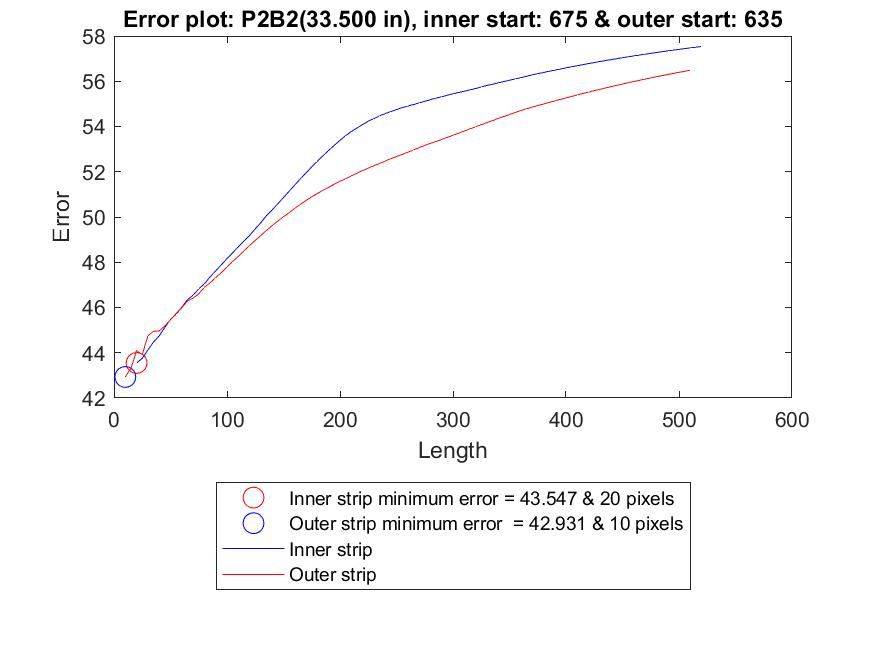 Error plot: P2B2(33.500 in), inner start: 675 & outer start: 635
58
56
54
52
50
48
46
44
42
Error
0 100 200 300 400 500 600
Length
Inner strip minimum error = 43.547 & 20 pixels
Outer strip minimum error = 42.931 & 10 pixels
Inner strip
Outer strip